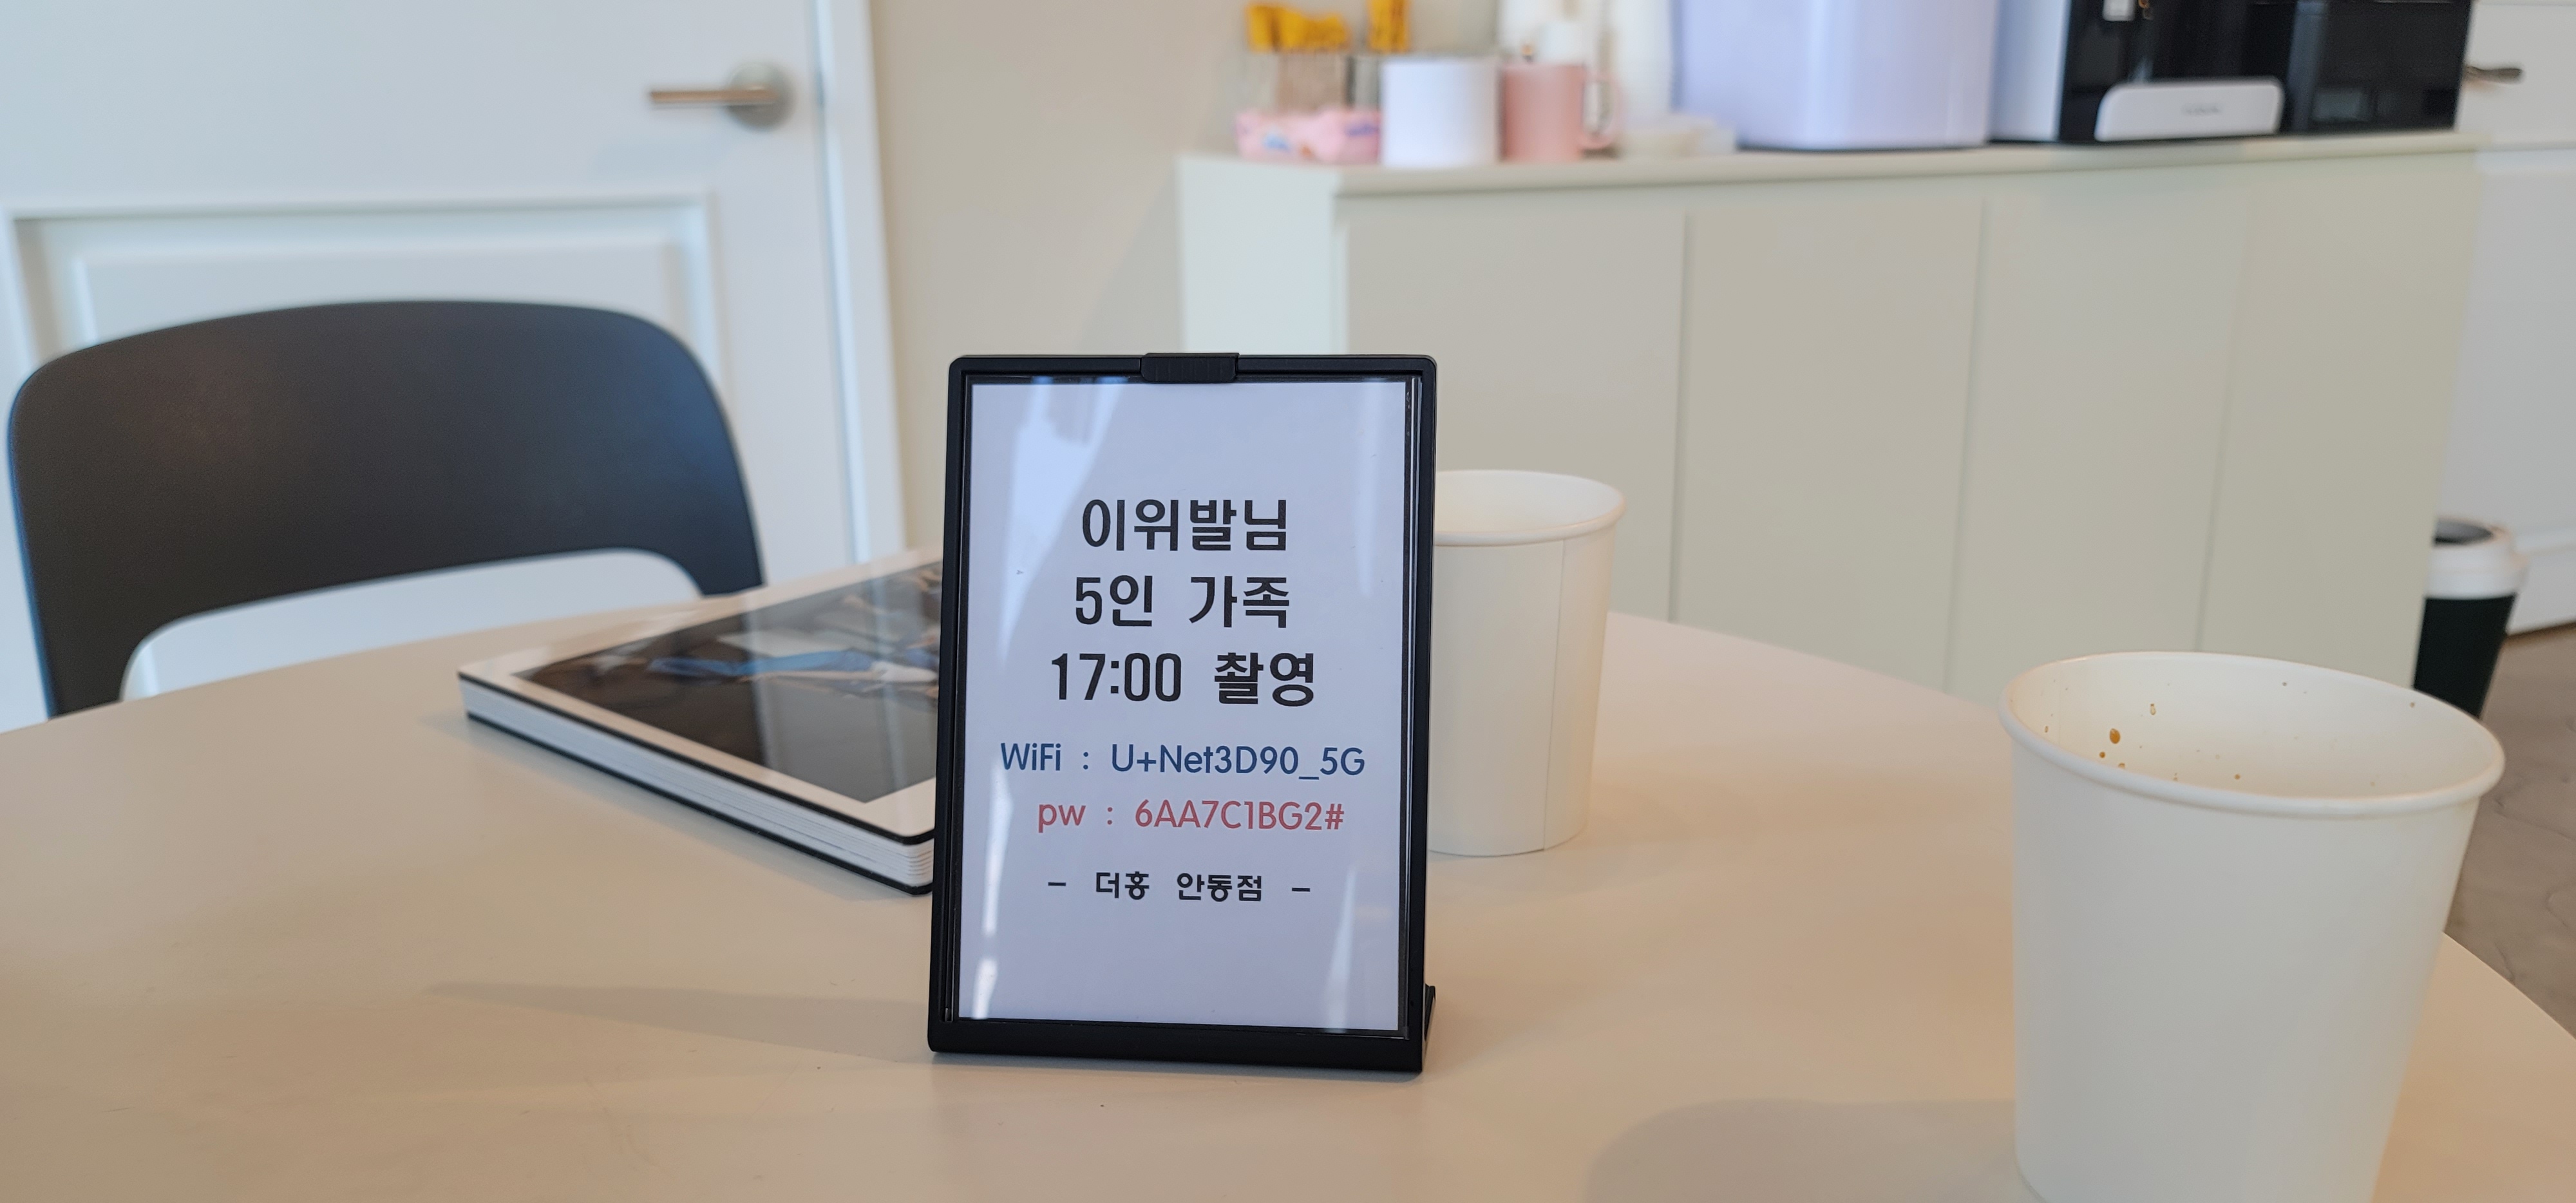 이위발님
5인 가족
17:00 촬영
WiFi : U+Net3D90_5G
pw : 6AA7C1BG2#
- 더홍 안동점 -